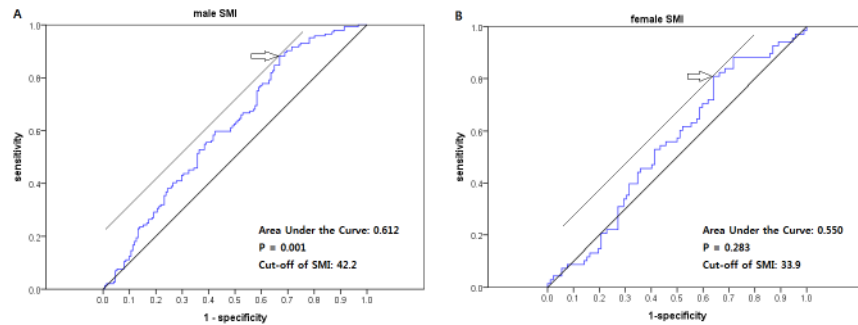 A
male SMI
1.0
0.8
0.6
0.4
0.2
0.0
sensitivity
Area Under the Curve: 0.612
P = 0.001
Cut-off of SMI: 42.2
0.0 0.1 0.2 0.3 0.4 0.5 0.6 0.7 0.8 0.9 1.0
1 - specificity
B
female SMI
1.0
0.8
0.6
0.4
0.2
0.0
sensitivity
Area Under the Curve: 0.550
P = 0.283
Cut-off of SMI: 33.9
0.0 0.1 0.2 0.3 0.4 0.5 0.6 0.7 0.8 0.9 1.0
1-specificity